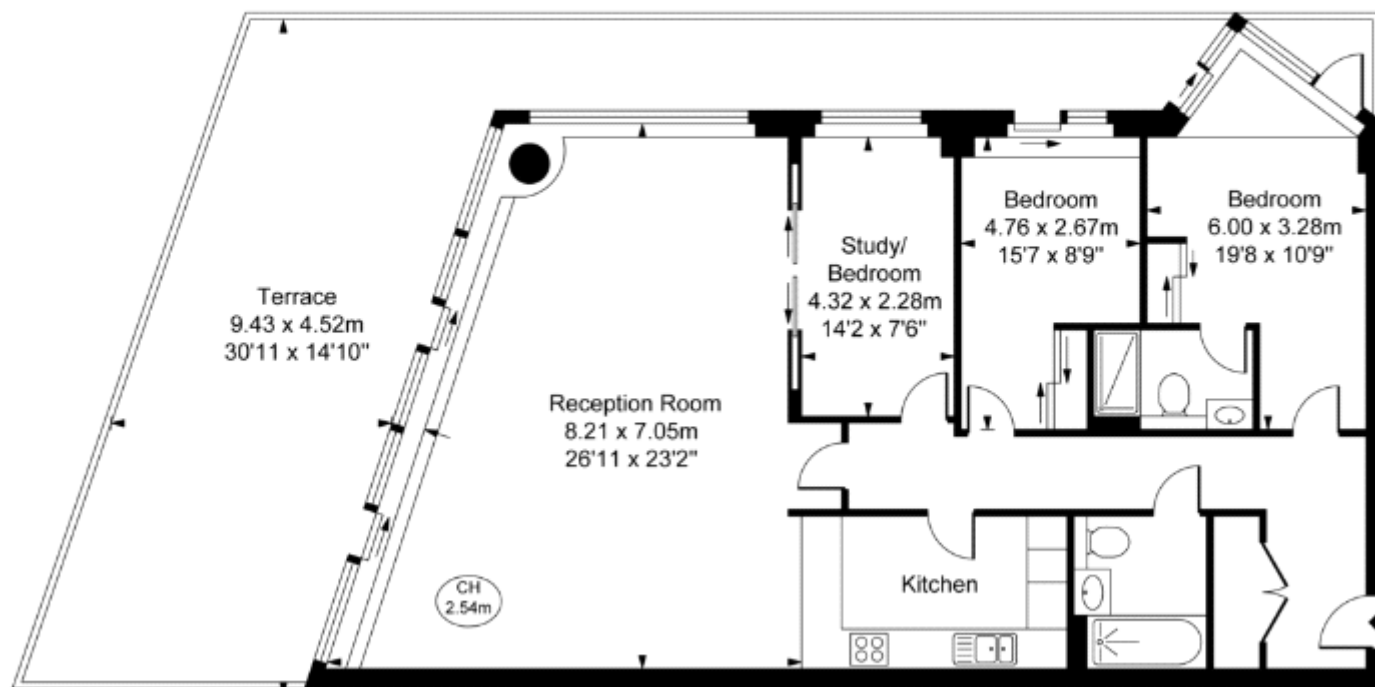 Terrace
9.43 x 4.52m
30'11 x 14'10"
Reception Room
8.21 x 7.05m
26'11 x 23'2"
CH
2.54m
Study/
Bedroom
4.32 x 2.28m
14'2 x 7'6"
Bedroom
4.76 x 2.67m
15'7 x 8'9"
Bedroom
6.00 x 3.28m
19'8 x 10'9"
Kitchen